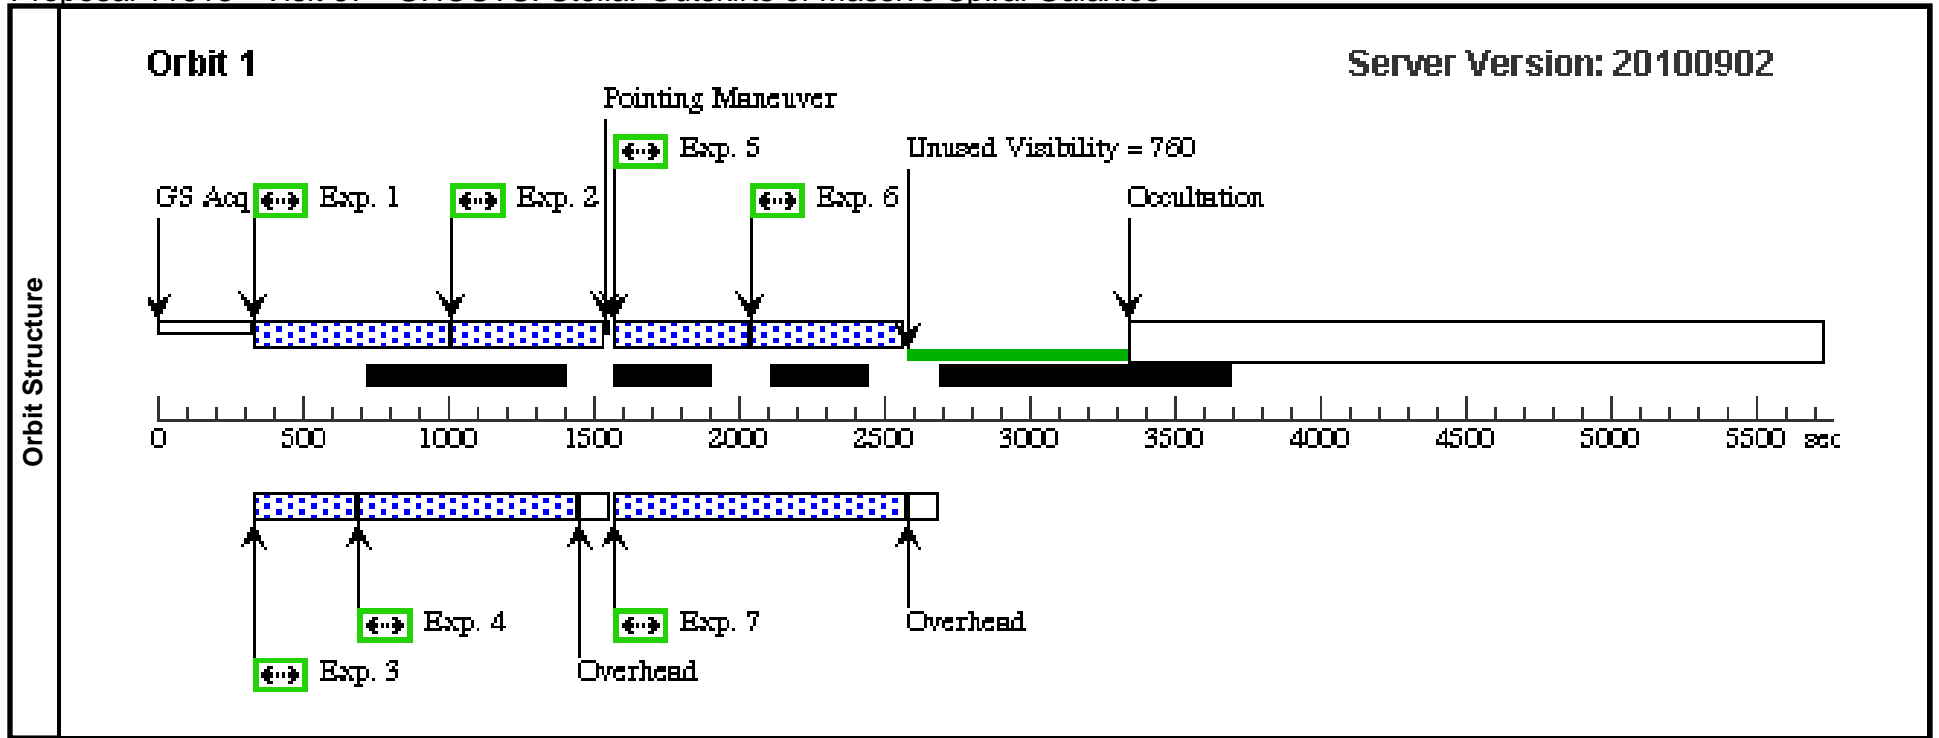 Orbit 1
Server Version: 20100902
Pointing Maneuver
Exp. 5
Unused Visibility = 760
GS Acq
Exp. 1
Exp. 2
Exp. 6
Occultation
Orbit Structure
0 500 1000 1500 2000 2500 3000 3500 4000 4500 5000 5500 sec
Exp. 4
Exp. 7
Overhead
Exp. 3
Overhead